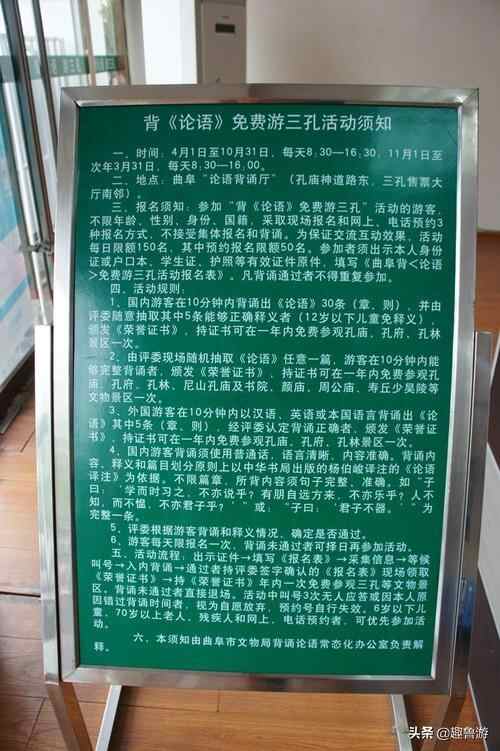 背《论语》免费游三孔活动须知
一、时间：4月1日至10月31日，每天8:30—16:30，11月1日至
次年3月31日，每天8:30—16:00。
二、地点：曲阜“论语背诵厅”（孔庙神道路东，三孔售票大
厅南邻）。
三、报名须知：参加“背《论语》免费游三孔”活动的游客，
不限年龄、性别、身份、国籍，采取现场报名和网上、电话预约3
种报名方式，不接受集体报名和背诵。为保证交流互动效果，活动
每日限额150名，其中预约报名限额50名。参加者须出示本人身份
证或户口本、学生证、护照等有效证件原件，填写《曲阜背<论语
>免费游三孔活动报名表》。凡背诵通过者不得重复参加。
四、活动规则：
1、国内游客在10分钟内背诵出《论语》30条（章、则），并由
评委随意抽取其中5条能够正确释义者（12岁以下儿童免释义），
颁发《荣誉证书》，持证书可在一年内免费参观孔庙、孔府、孔林
景区一次。
2、由评委现场随机抽取《论语》任意一篇，游客在10分钟内能
够完整背诵者，颁发《荣誉证书》，持证书可在一年内免费参观孔
庙、孔府、孔林、尼山孔庙及书院、颜庙、周公庙、寿丘少昊陵等
文物景区一次。
3、外国游客在10分钟内以汉语、英语或本国语言背诵出《论
语》其中5条（章、则），经评委认定背诵正确者，颁发《荣誉证
书》，持证书可在一年内免费参观孔庙、孔府、孔林景区一次。
4、国内游客背诵须使用普通话，语言清晰、内容准确。背诵内
容、释义和篇目划分原则上以中华书局出版的杨伯峻译注的《论语
译注》为依据。不限篇章，所背内容须句子完整、准确。如“子
曰：‘学而时习之，不亦说乎？有朋自远方来，不亦乐乎？人不
知，而不愠，不亦君子乎？’”或：“子曰：‘君子不器。’”为
完整一条。
5、评委根据游客背诵和释义情况，确定是否通过。
6、游客每天限报名一次，背诵未通过者可择日再参加活动。
五、活动流程：出示证件→填写《报名表》→采集信息→等候
叫号→入内背诵→通过者持评委签字确认的《报名表》现场领取
《荣誉证书》→持《荣誉证书》年内一次免费参观三孔等文物景
区。背诵未进过者直接退场。活动中叫号3次无人应答或因本人原
因错过背诵时间者，视为自愿放弃，预约号自行失效。6岁以下儿
童、70岁以上老人、残疾人和网上、电话预约者，可优先参加活
动。
六、本须知由曲阜市文物局背诵论语常态化办公室负责解
释。
头条 @趣鲁游